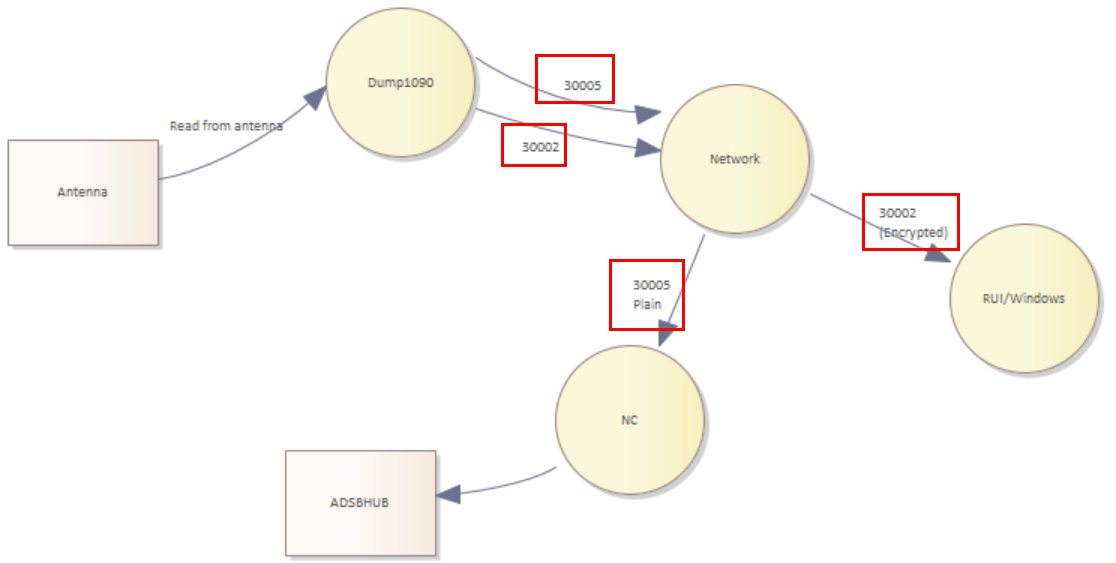 Dump1090
30005
Read from antenna
30002
Network
Antenna
30002
(Encrypted)
30005
Plain
RUI/Windows
NC
ADSBHUB